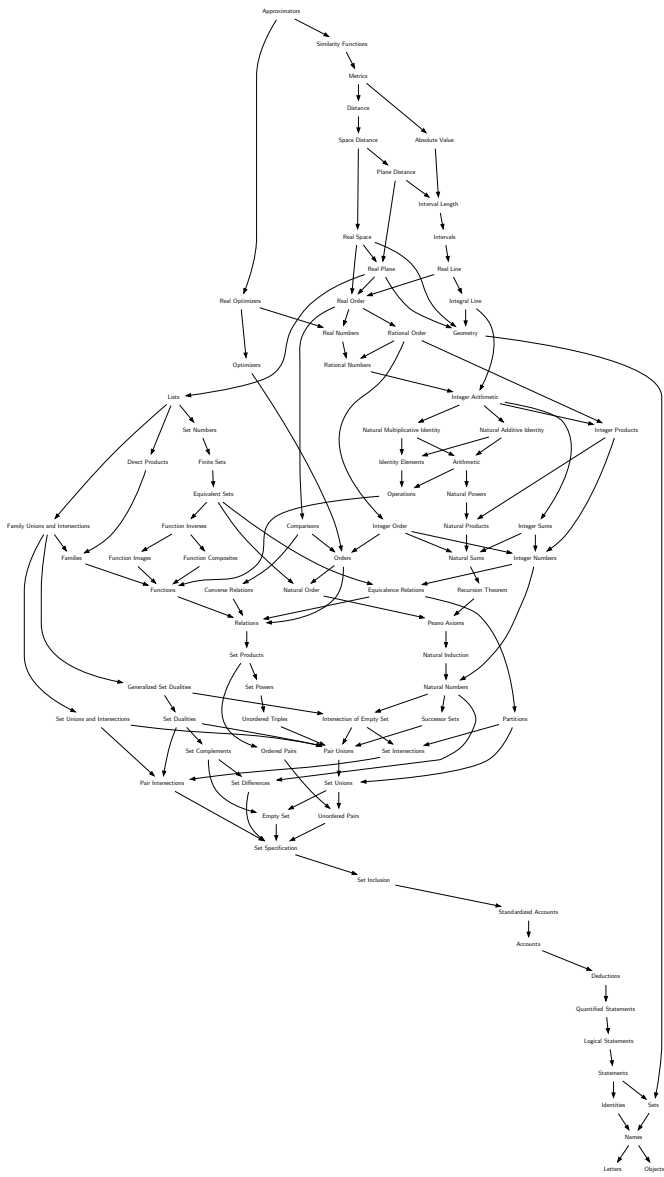 Approximators
Similarity Functions
Metrics
Distance
Space Distance
Absolute Value
Plane Distance
Interval Length
Real Space
Intervals
Real Plane
Real Line
Real Optimizers
Real Order
Integral Line
Real Numbers
Rational Order
Geometry
Optimizers
Rational Numbers
Lists
Integer Arithmetic
Set Numbers
Natural Multiplicative Identity
Natural Additive Identity
Integer Products
Direct Products
Finite Sets
Identity Elements
Arithmetic
Equivalent Sets
Operations
Natural Powers
Family Unions and Intersections
Function Inverses
Comparisons
Integer Order
Natural Products
Integer Sums
Families
Function Images
Function Composites
Orders
Natural Sums
Integer Numbers
Functions
Converse Relations
Natural Order
Equivalence Relations
Recursion Theorem
Relations
Peano Axioms
Set Products
Natural Induction
Generalized Set Dualities
Set Powers
Natural Numbers
Set Unions and Intersections
Set Dualities
Unordered Triples
Intersection of Empty Set
Successor Sets
Partitions
Set Complements
Ordered Pairs
Pair Unions
Set Intersections
Pair Intersections
Set Differences
Set Unions
Empty Set
Unordered Pairs
Set Specification
Set Inclusion
Standardized Accounts
Accounts
Deductions
Quantified Statements
Logical Statements
Statements
Identities
Sets
Names
Letters
Objects